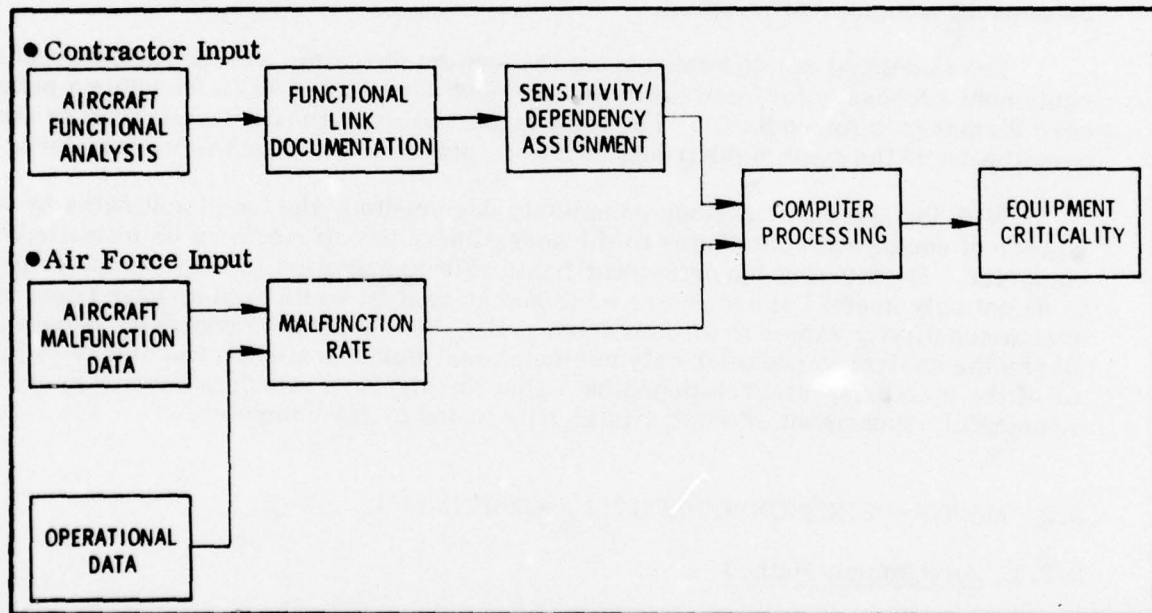 ● Contractor Input
AIRCRAFT
FUNCTIONAL
ANALYSIS
FUNCTIONAL
LINK
DOCUMENTATION
SENSITIVITY/
DEPENDENCY
ASSIGNMENT
COMPUTER
PROCESSING
EQUIPMENT
CRITICALITY
● Air Force Input
AIRCRAFT
MALFUNCTION
DATA
MALFUNCTION
RATE
OPERATIONAL
DATA